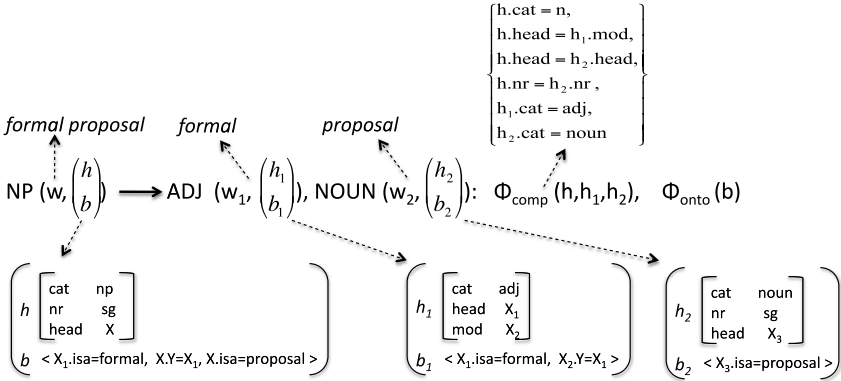 h.cat = n,
h.head = h₁.mod,
h.head = h₂.head,
h.nr = h₂.nr ,
h₁.cat = adj,
h₂.cat = noun
formal proposal formal proposal
NP (w, (h b)) ADJ (w₁, (h₁ b₁)), NOUN (w₂, (h₂ b₂)): Φcomp (h,h₁,h₂), Φonto (b)
h
cat np
nr sg
head X
b < X₁.isa=formal, X.Y=X₁, X.isa=proposal >
h₁
cat adj
head X₁
mod X₂
b₁ < X₁.isa=formal, X₂.Y=X₁ >
h₂
cat noun
nr sg
head X₃
b₂ < X₃.isa=proposal >